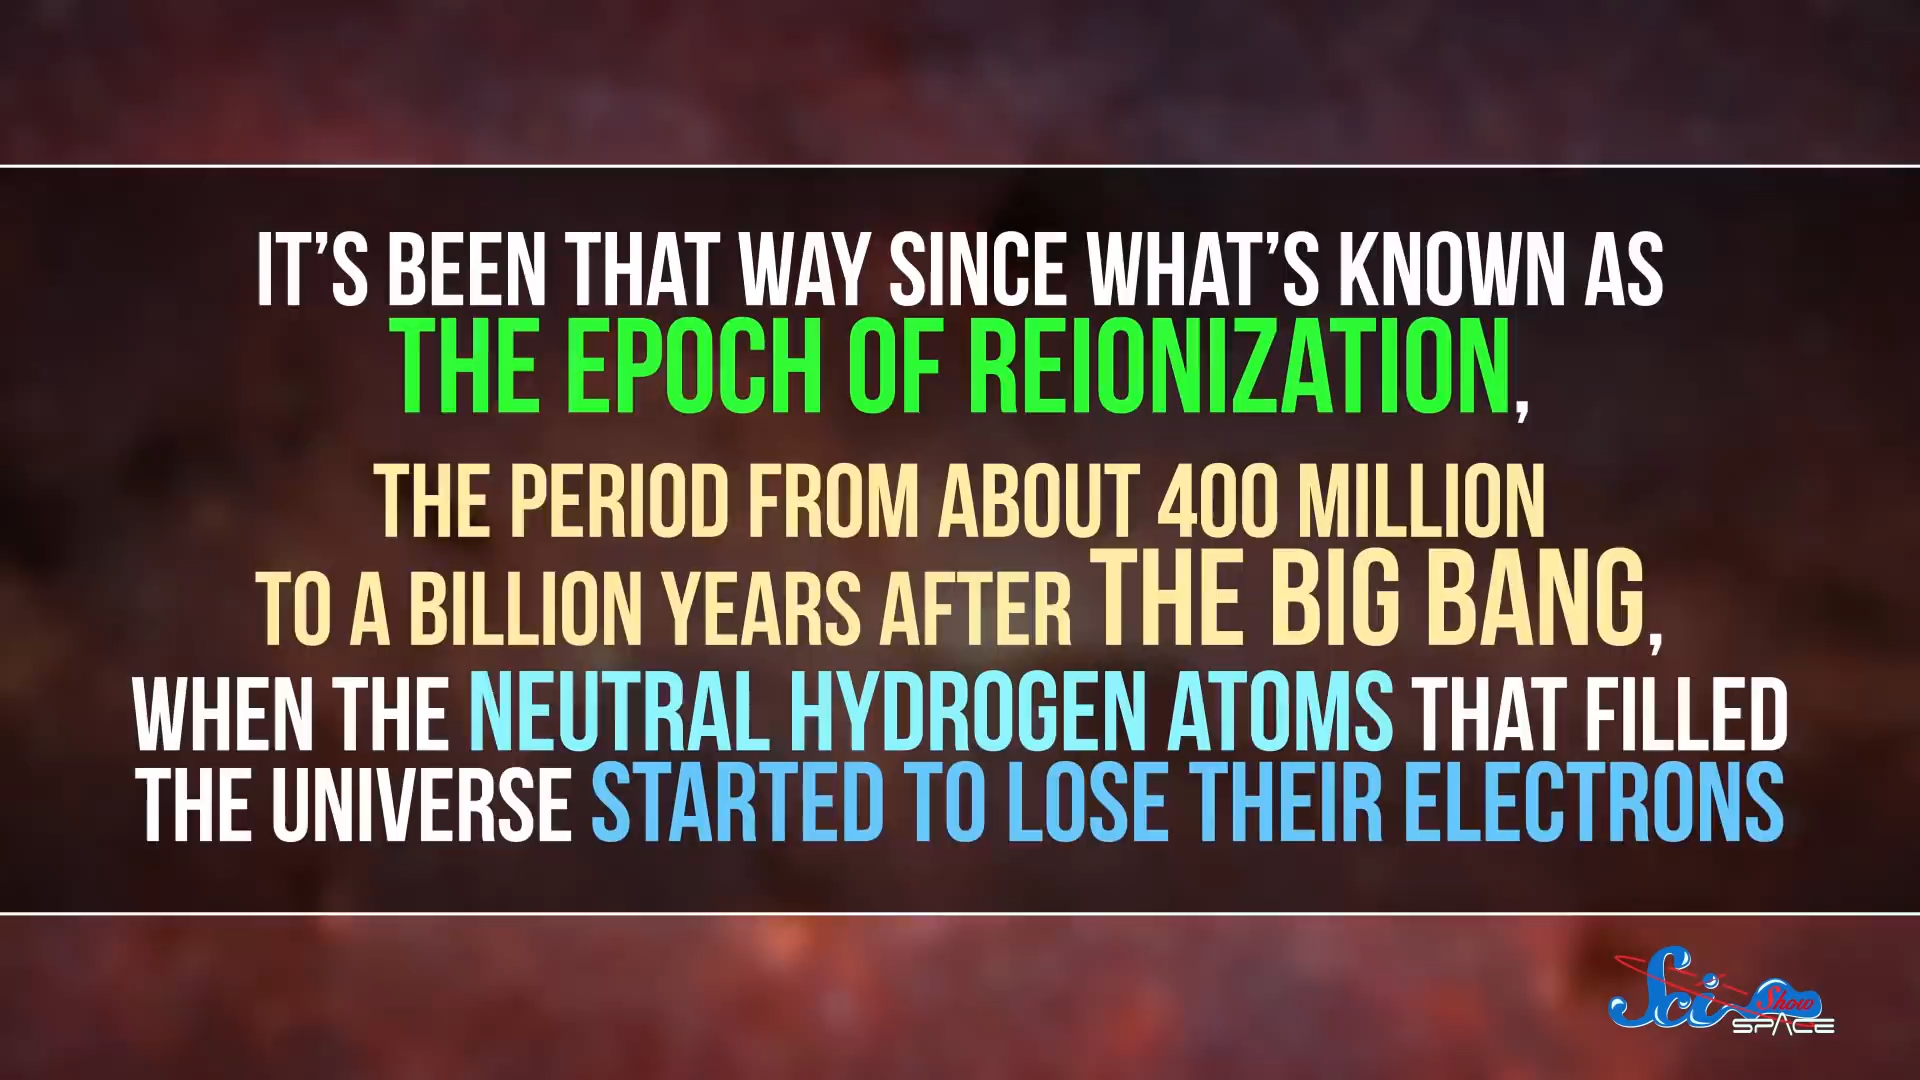 IT'S BEEN THAT WAY SINCE WHAT'S KNOWN AS
THE EPOCH OF REIONIZATION,
THE PERIOD FROM ABOUT 400 MILLION
TO A BILLION YEARS AFTER THE BIG BANG,
WHEN THE NEUTRAL HYDROGEN ATOMS THAT FILLED
THE UNIVERSE STARTED TO LOSE THEIR ELECTRONS
Sci Show
SPACE